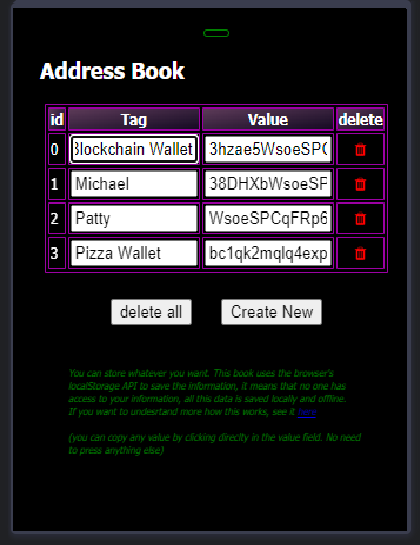 Address Book
id Tag Value delete
0 Blockchain Wallet 3hzae5WsoeSPC
1 Michael 38DHXbWsoeSF
2 Patty WsoeSPCqFRp6
3 Pizza Wallet bc1qk2mqlq4exp
delete all Create New
You can store whatever you want. This book uses the browser's
localStorage API to save the information, it means that no one has
access to your information, all this data is saved locally and offline.
If you want to understand more how this works, see it here
(you can copy any value by clicking direclty in the value field. No need
to press anything else)